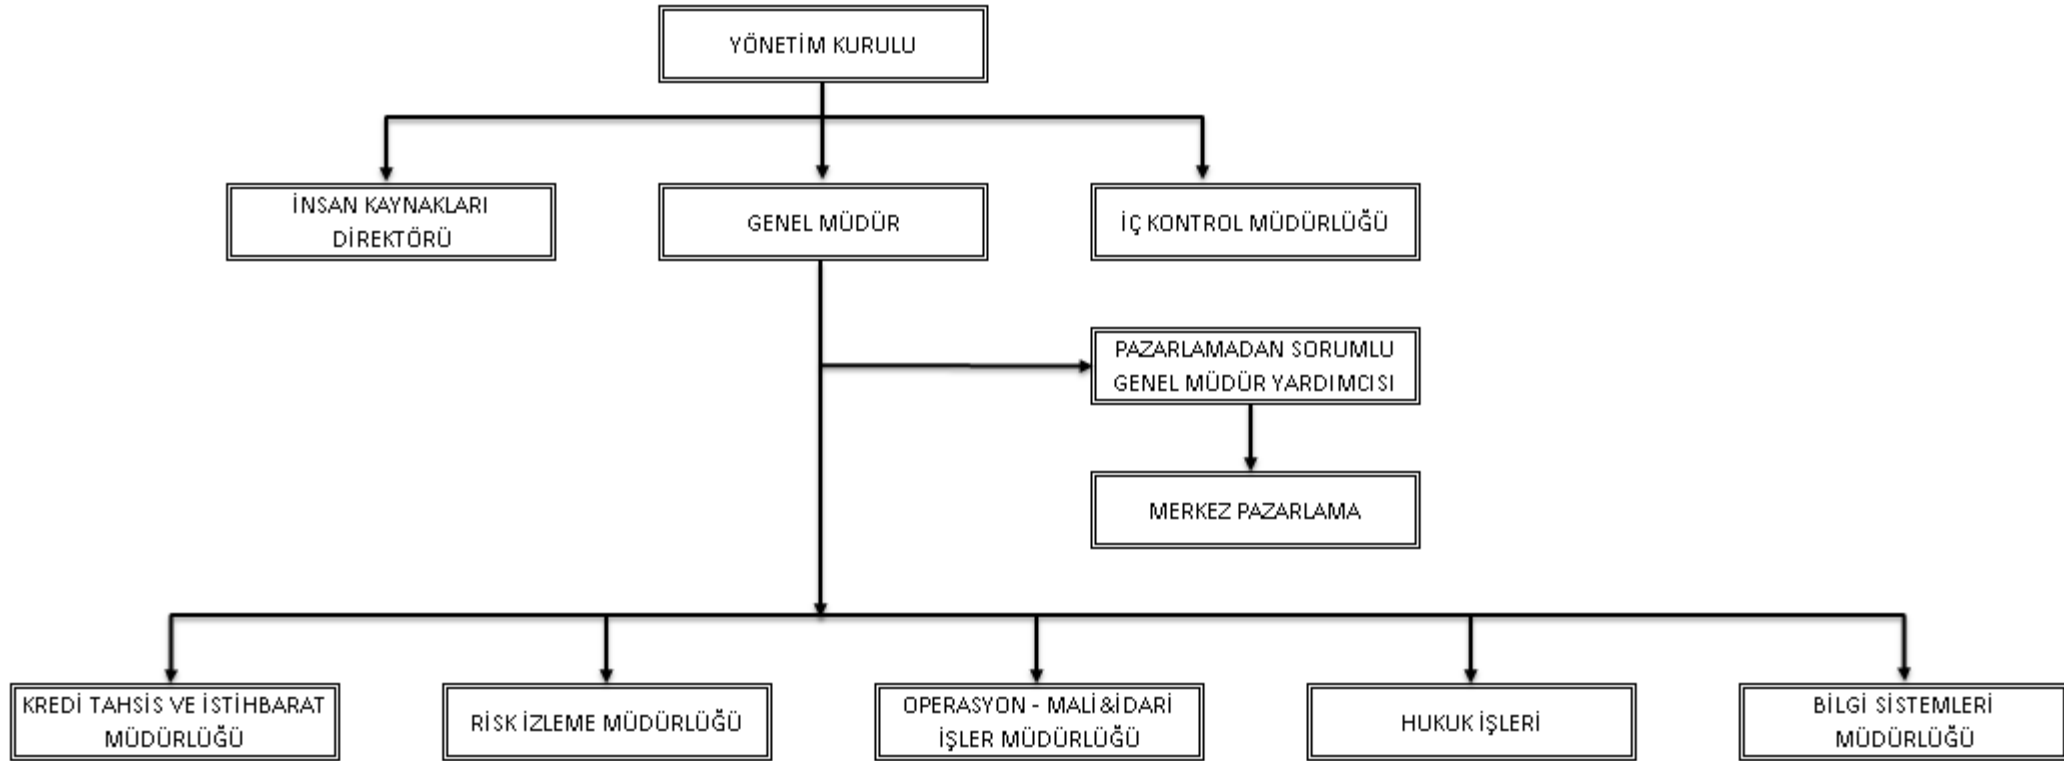 YÖNETİM KURULU
İNSAN KAYNAKLARI
DİREKTÖRÜ
GENEL MÜDÜR
İÇ KONTROL MÜDÜRLÜĞÜ
PAZARLAMADAN SORUMLU
GENEL MÜDÜR YARDIMCISI
MERKEZ PAZARLAMA
KREDİ TAHSİS VE İSTİHBARAT
MÜDÜRLÜĞÜ
RİSK İZLEME MÜDÜRLÜĞÜ
OPERASYON - MALİ&İDARİ
İŞLER MÜDÜRLÜĞÜ
HUKUK İŞLERİ
BİLGİ SİSTEMLERİ
MÜDÜRLÜĞÜ